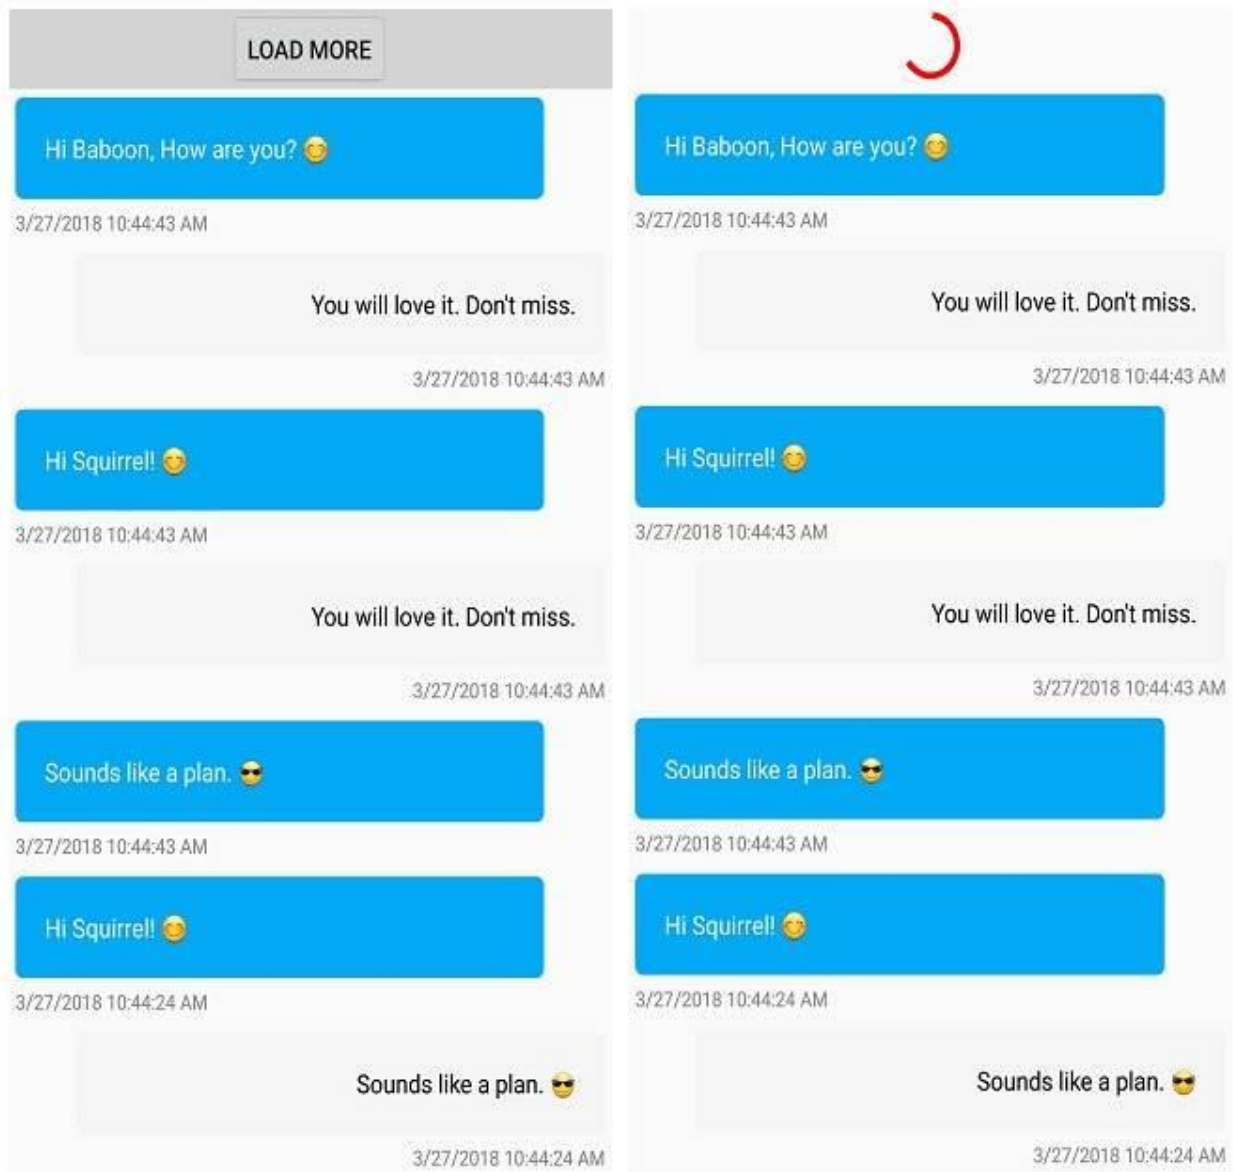 LOAD MORE
Hi Baboon, How are you? 😊
3/27/2018 10:44:43 AM
You will love it. Don't miss.
3/27/2018 10:44:43 AM
Hi Squirrel! 😊
3/27/2018 10:44:43 AM
You will love it. Don't miss.
3/27/2018 10:44:43 AM
Sounds like a plan. 😎
3/27/2018 10:44:43 AM
Hi Squirrel! 😊
3/27/2018 10:44:24 AM
Sounds like a plan. 😎
3/27/2018 10:44:24 AM
Hi Baboon, How are you? 😊
3/27/2018 10:44:43 AM
You will love it. Don't miss.
3/27/2018 10:44:43 AM
Hi Squirrel! 😊
3/27/2018 10:44:43 AM
You will love it. Don't miss.
3/27/2018 10:44:43 AM
Sounds like a plan. 😎
3/27/2018 10:44:43 AM
Hi Squirrel! 😊
3/27/2018 10:44:24 AM
Sounds like a plan. 😎
3/27/2018 10:44:24 AM